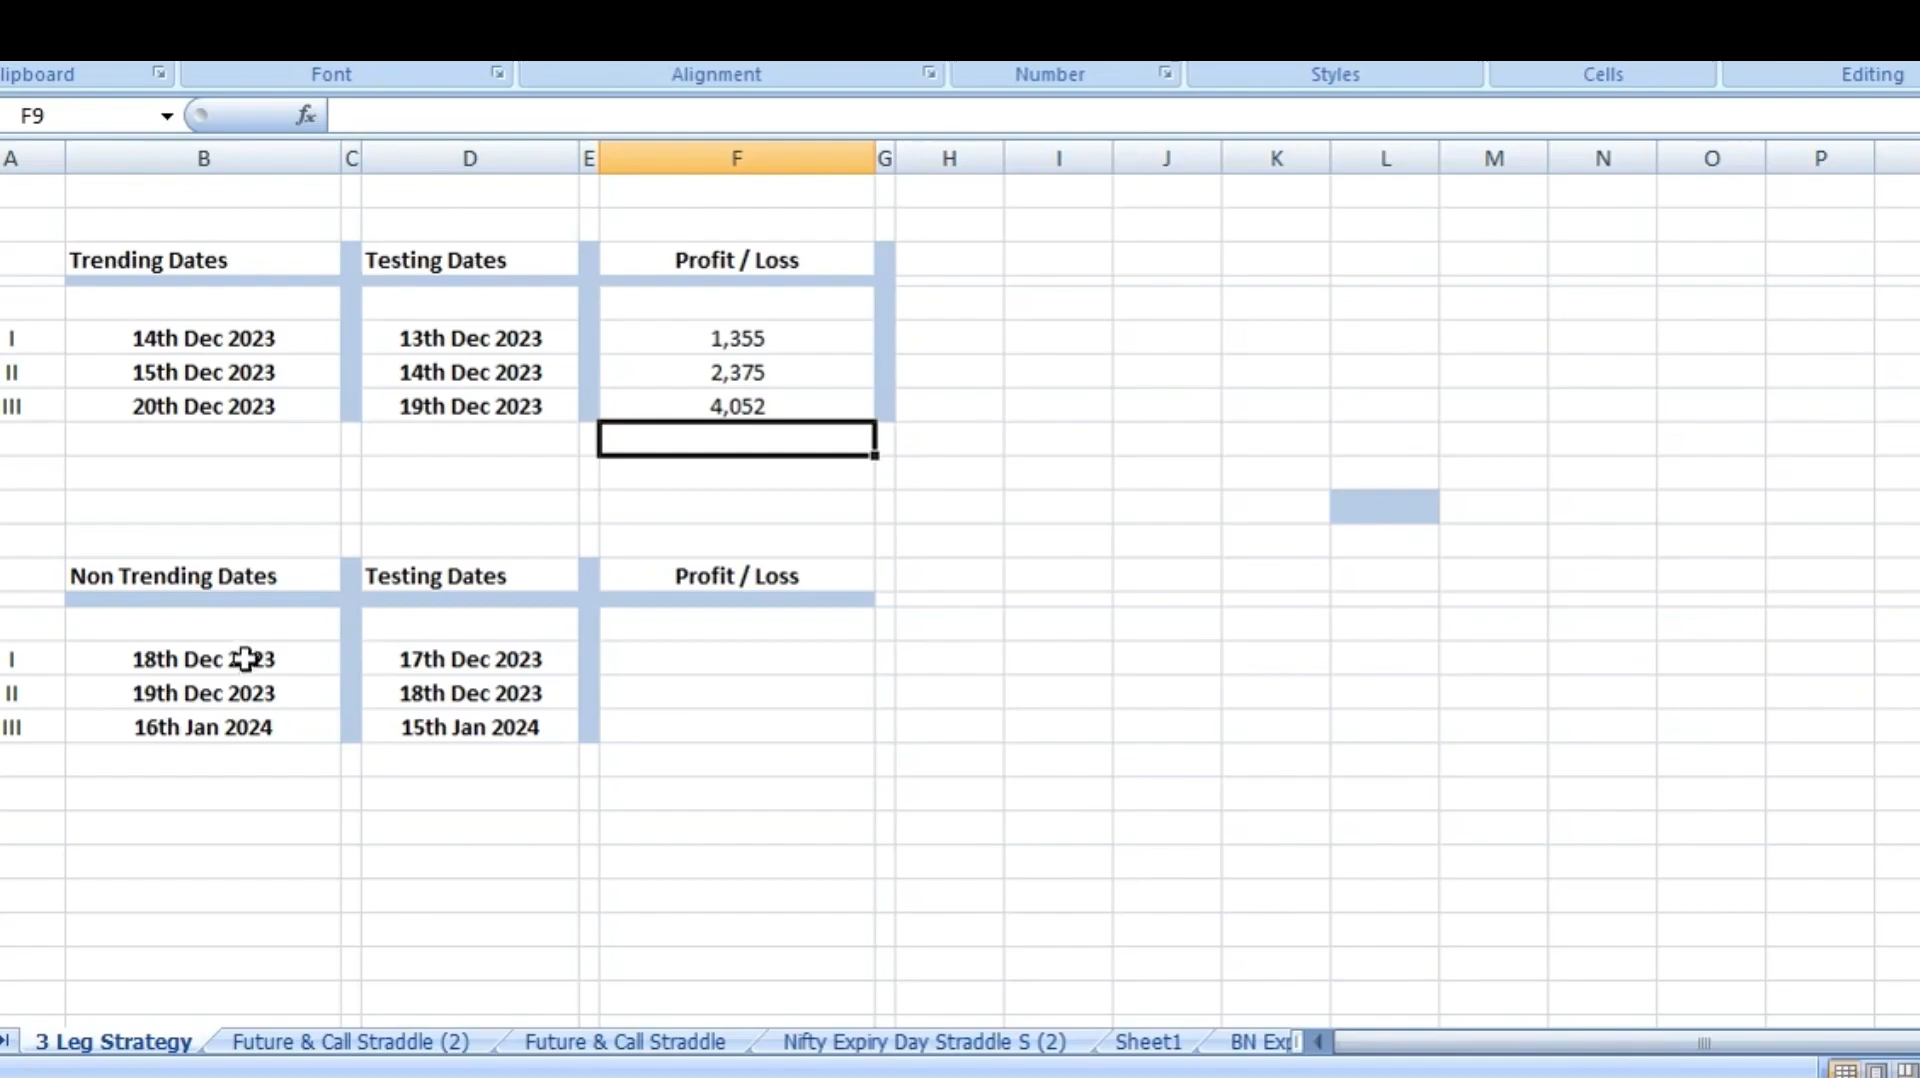 lipboard Font Alignment Number Styles Cells Editing
F9 fx
A B C D E F G H I J K L M N O P
Trending Dates Testing Dates Profit / Loss
I 14th Dec 2023 13th Dec 2023 1,355
II 15th Dec 2023 14th Dec 2023 2,375
III 20th Dec 2023 19th Dec 2023 4,052
Non Trending Dates Testing Dates Profit / Loss
I 18th Dec 2023 17th Dec 2023
II 19th Dec 2023 18th Dec 2023
III 16th Jan 2024 15th Jan 2024
3 Leg Strategy Future & Call Straddle (2) Future & Call Straddle Nifty Expiry Day Straddle S (2) Sheet1 BN Exp